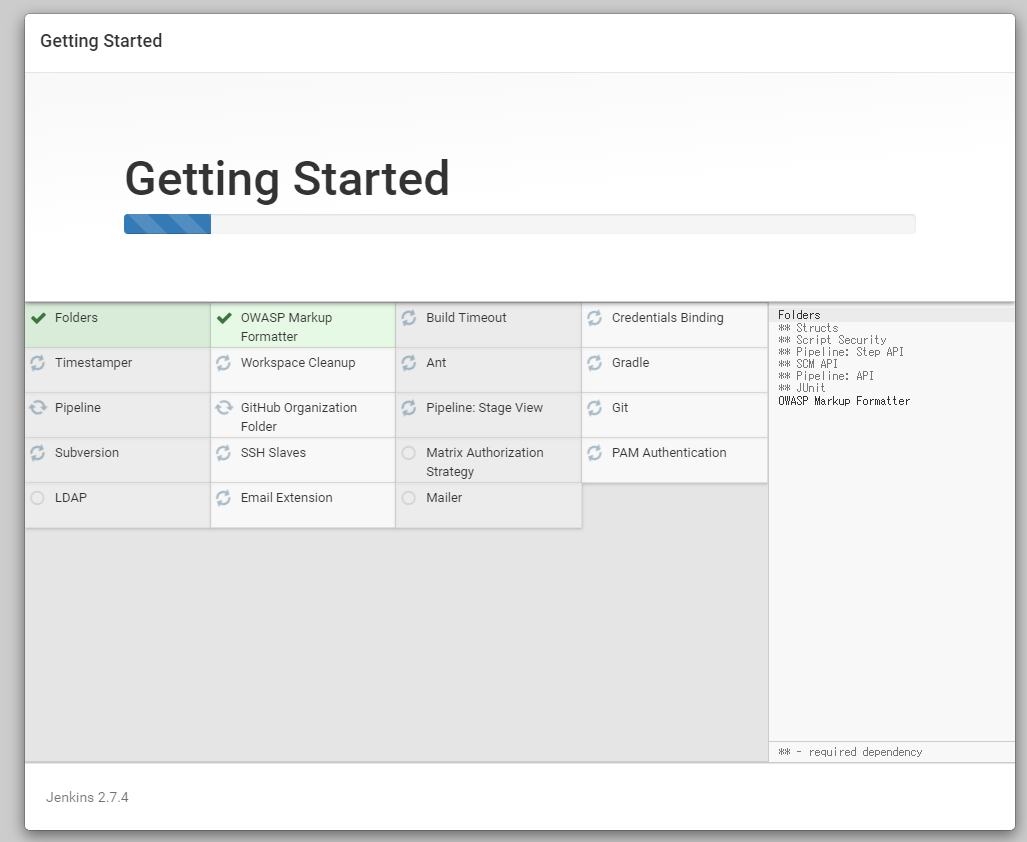 Getting Started
Getting Started
Folders
OWASP Markup
Formatter
Build Timeout
Credentials Binding
Timestamper
Workspace Cleanup
Ant
Gradle
Pipeline
GitHub Organization
Folder
Pipeline: Stage View
Git
Subversion
SSH Slaves
Matrix Authorization
Strategy
PAM Authentication
LDAP
Email Extension
Mailer
Folders
** Structs
** Script Security
** Pipeline: Step API
** SCM API
** Pipeline: API
** JUnit
OWASP Markup Formatter
** - required dependency
Jenkins 2.7.4